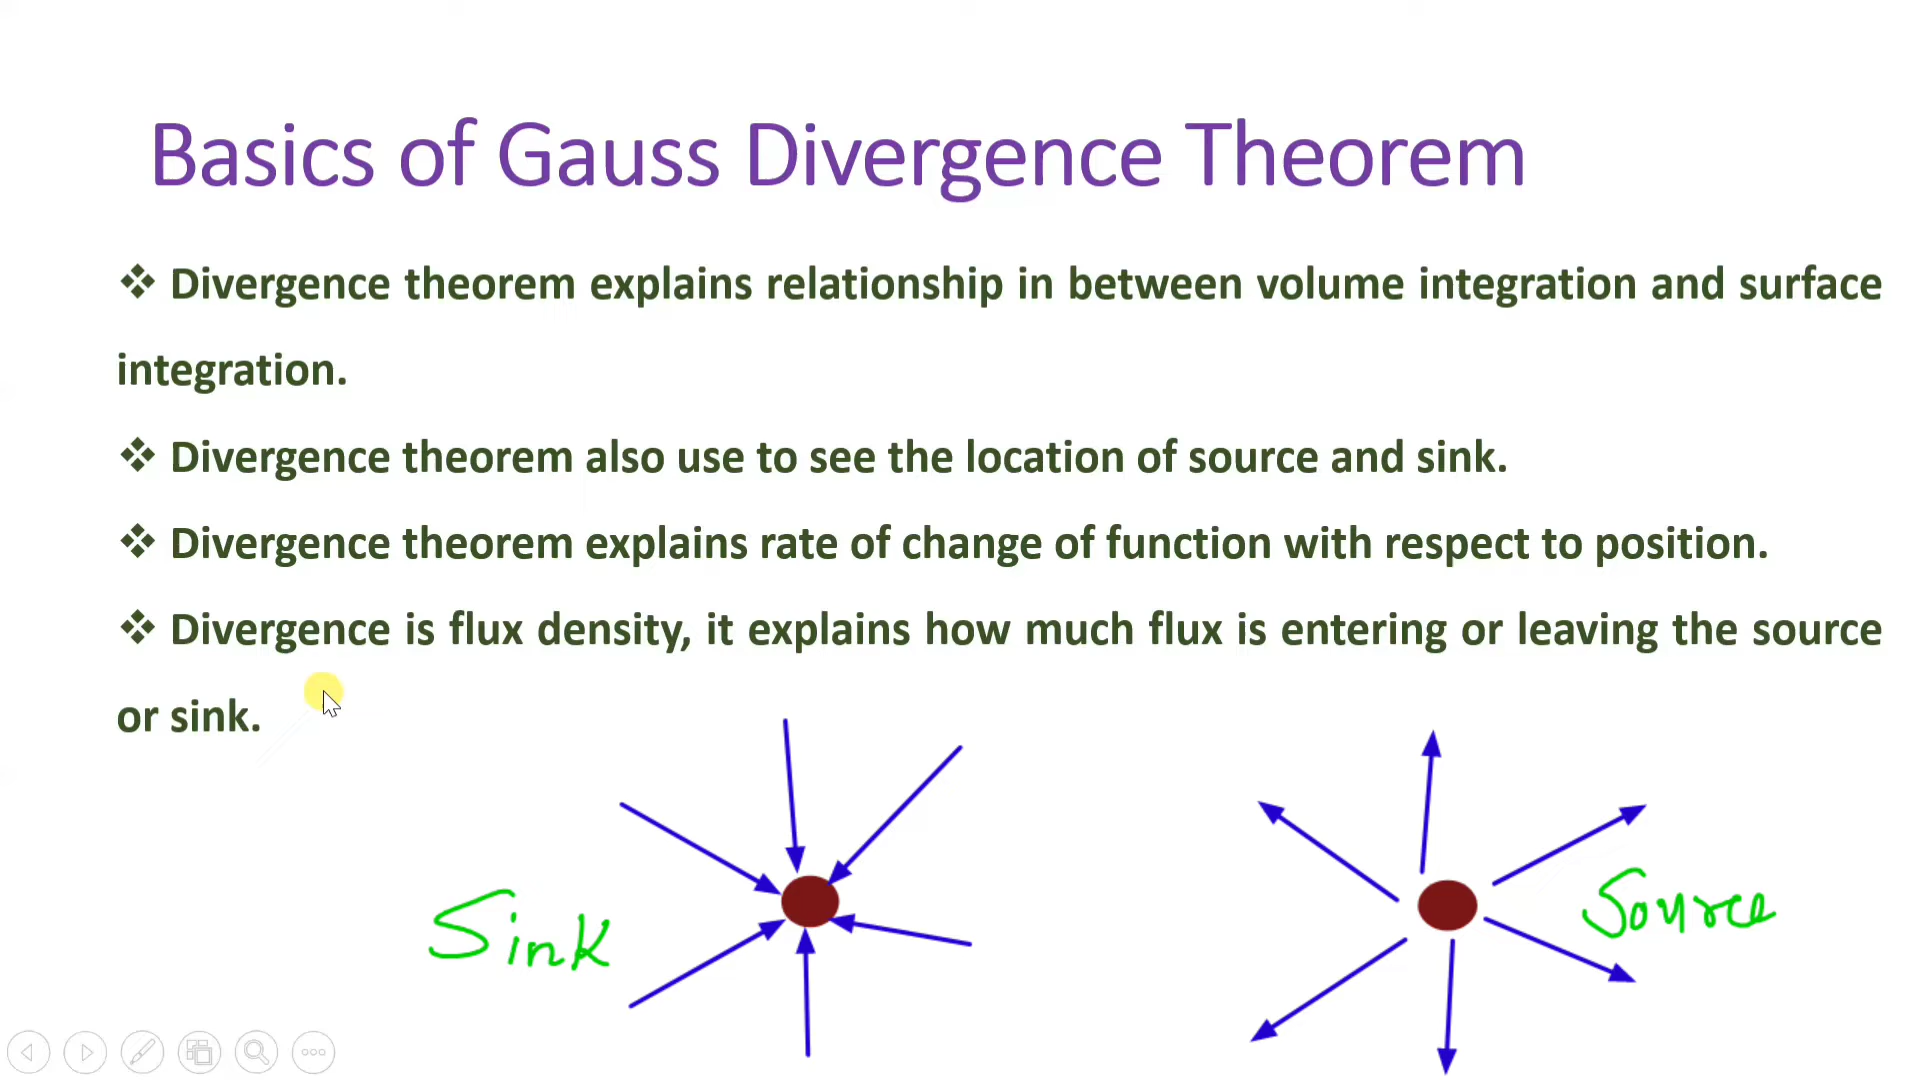 Basics of Gauss Divergence Theorem
❖ Divergence theorem explains relationship in between volume integration and surface
integration.
❖ Divergence theorem also use to see the location of source and sink.
❖ Divergence theorem explains rate of change of function with respect to position.
❖ Divergence is flux density, it explains how much flux is entering or leaving the source
or sink.
Sink
Source